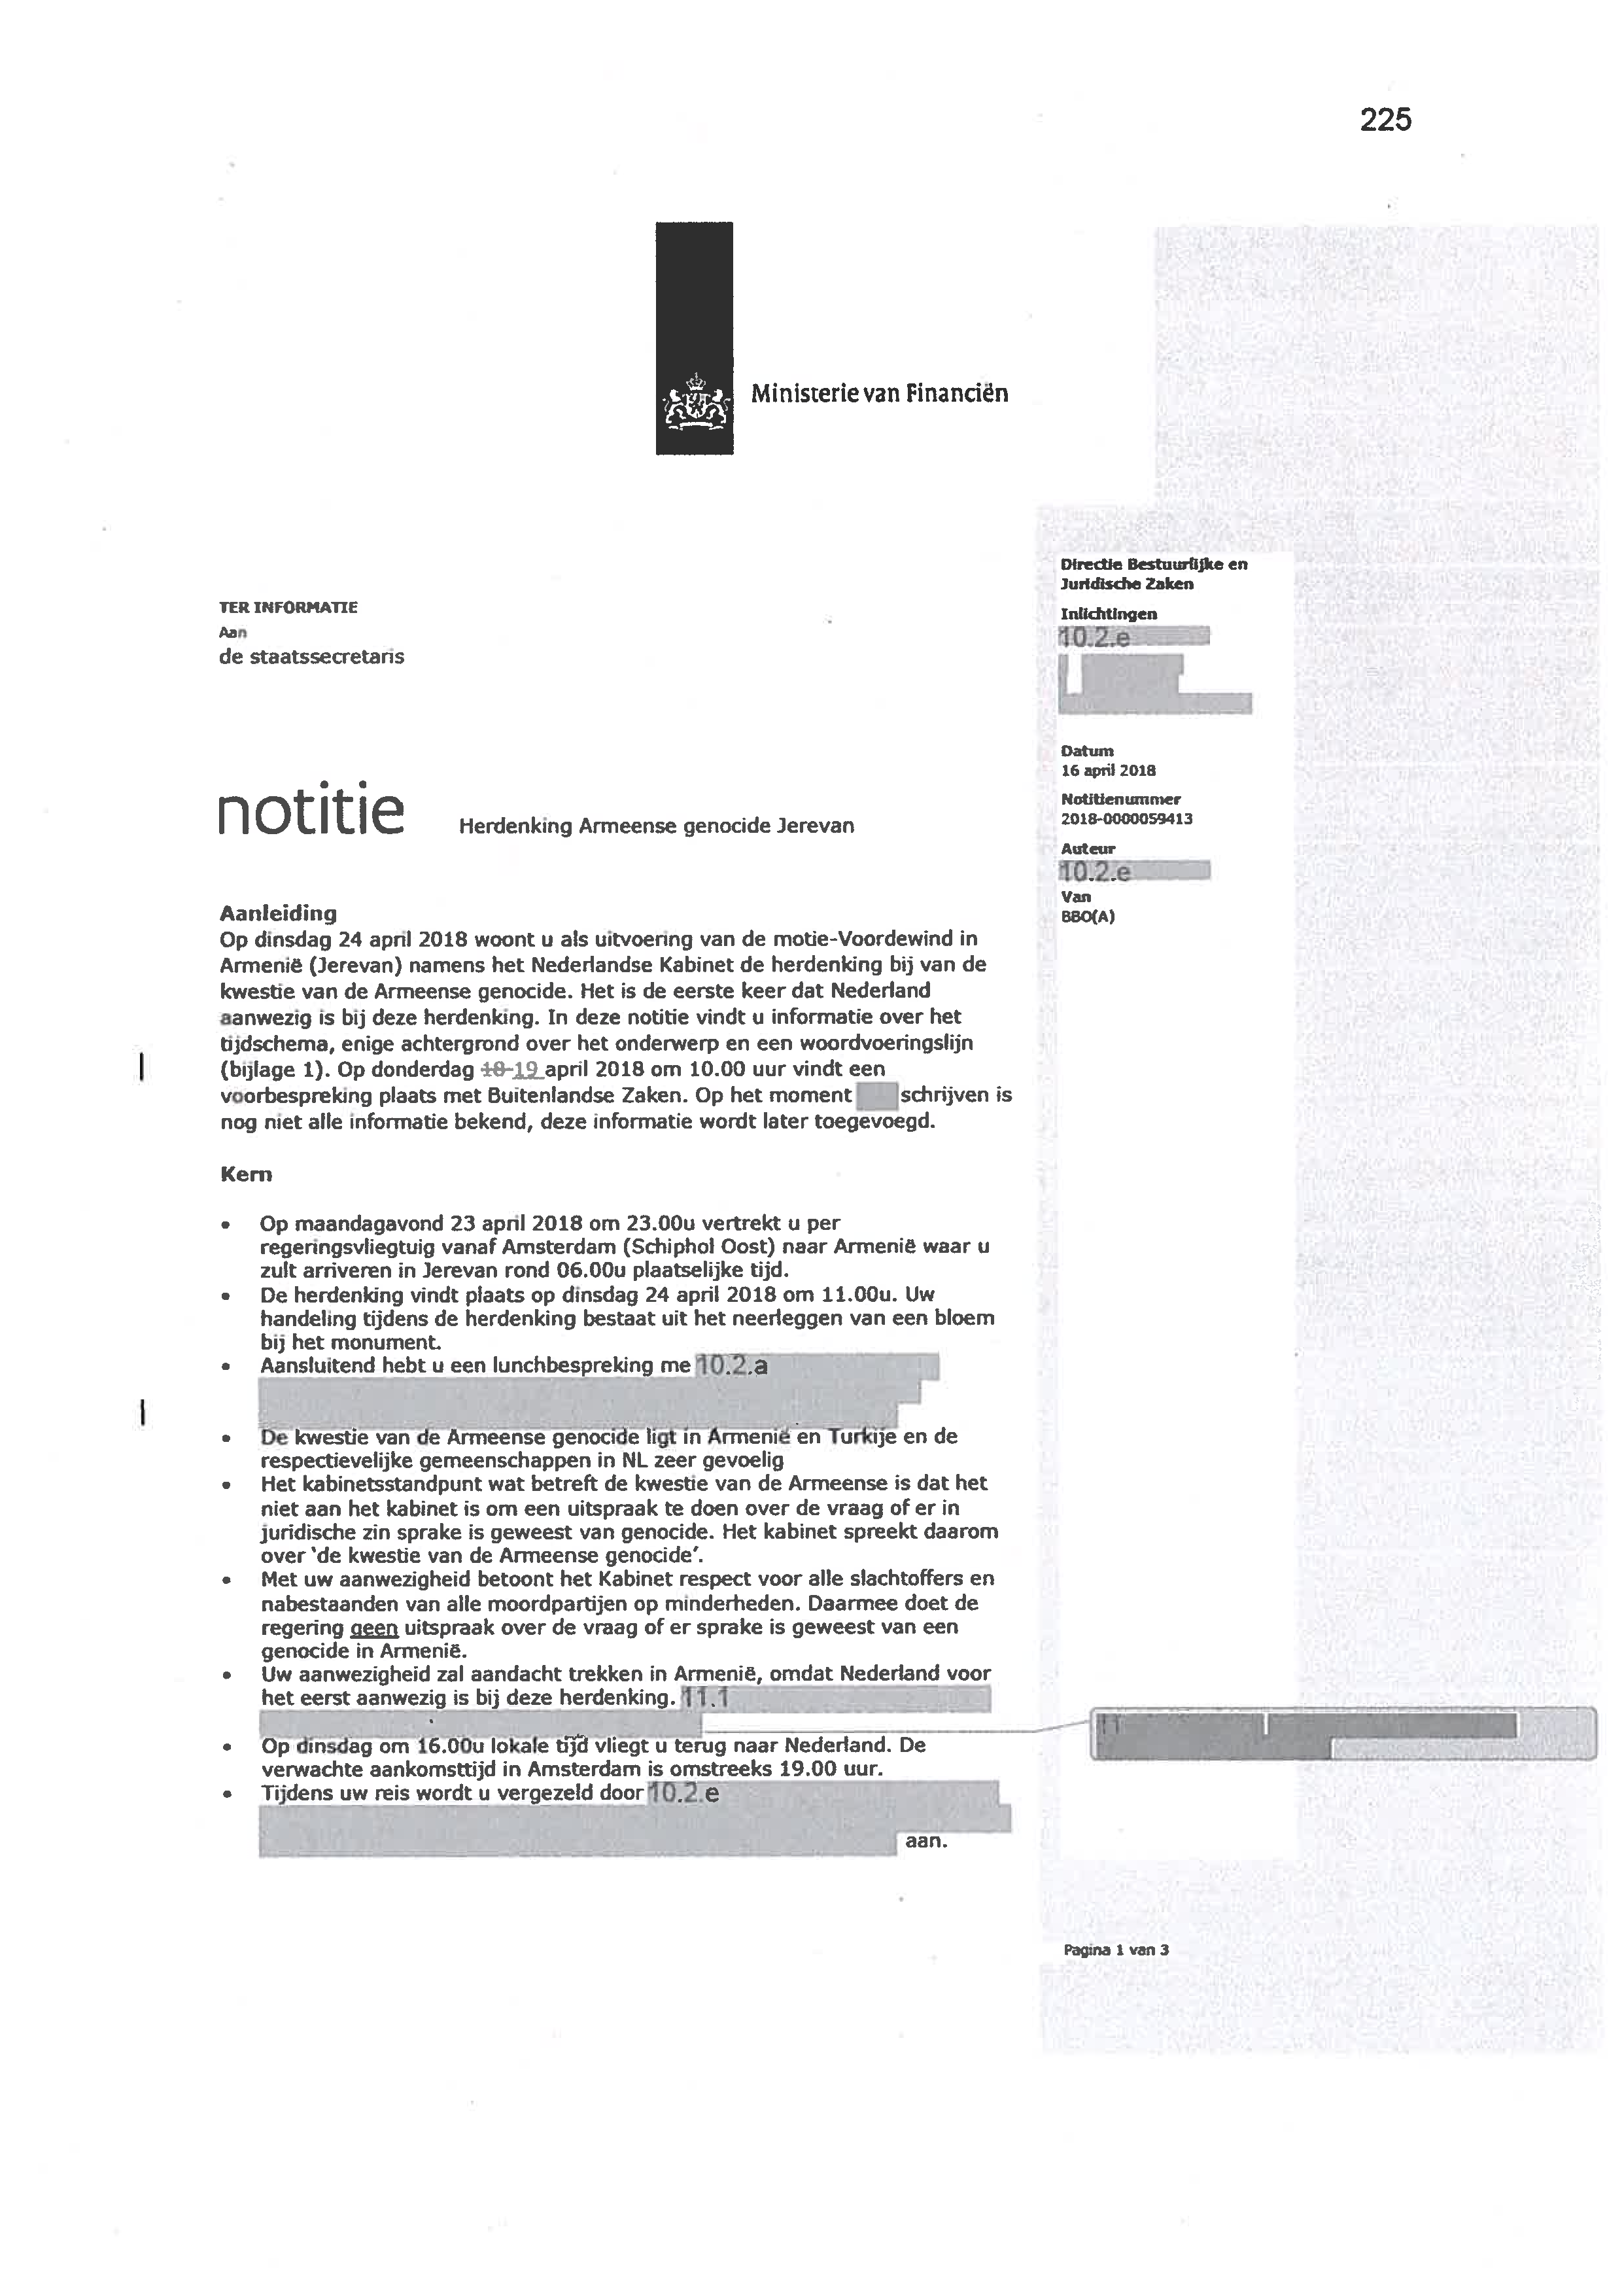 225
Ministerie van Financiën
TER INFORMATIE
Aan
de staatssecretaris
Directie Bestuurlijke en
Juridische Zaken
Inlichtingen
10.2.e
Datum
16 april 2018
Notitienummer
2018-0000059413
Auteur
10.2.e
Van
BBO(A)
notitie
Herdenking Armeense genocide Jerevan
Aanleiding
Op dinsdag 24 april 2018 woont u als uitvoering van de motie-Voordewind in
Armenië (Jerevan) namens het Nederlandse Kabinet de herdenking bij van de
kwestie van de Armeense genocide. Het is de eerste keer dat Nederland
aanwezig is bij deze herdenking. In deze notitie vindt u informatie over het
tijdschema, enige achtergrond over het onderwerp en een woordvoeringslijn
(bijlage 1). Op donderdag 18 19 april 2018 om 10.00 uur vindt een
voorbespreking plaats met Buitenlandse Zaken. Op het moment schrijven is
nog niet alle informatie bekend, deze informatie wordt later toegevoegd.
Kern
• Op maandagavond 23 april 2018 om 23.00u vertrekt u per
regeringsvliegtuig vanaf Amsterdam (Schiphol Oost) naar Armenië waar u
zult arriveren in Jerevan rond 06.00u plaatselijke tijd.
• De herdenking vindt plaats op dinsdag 24 april 2018 om 11.00u. Uw
handeling tijdens de herdenking bestaat uit het neerleggen van een bloem
bij het monument.
• Aansluitend hebt u een lunchbespreking me 10.2.a
• De kwestie van de Armeense genocide ligt in Armenië en Turkije en de
respectievelijke gemeenschappen in NL zeer gevoelig
• Het kabinetsstandpunt wat betreft de kwestie van de Armeense is dat het
niet aan het kabinet is om een uitspraak te doen over de vraag of er in
juridische zin sprake is geweest van genocide. Het kabinet spreekt daarom
over 'de kwestie van de Armeense genocide'.
• Met uw aanwezigheid betoont het Kabinet respect voor alle slachtoffers en
nabestaanden van alle moordpartijen op minderheden. Daarmee doet de
regering geen uitspraak over de vraag of er sprake is geweest van een
genocide in Armenië.
• Uw aanwezigheid zal aandacht trekken in Armenië, omdat Nederland voor
het eerst aanwezig is bij deze herdenking. 11.1
• Op dinsdag om 16.00u lokale tijd vliegt u terug naar Nederland. De
verwachte aankomsttijd in Amsterdam is omstreeks 19.00 uur.
• Tijdens uw reis wordt u vergezeld door 10.2.e
aan.
11
Pagina 1 van 3